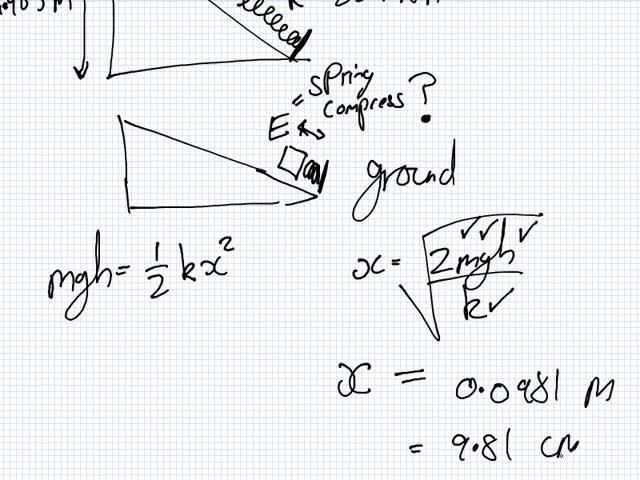 spring
= compress ?
E
ground
mgh = 1/2 kx²
x = √(2mgh/k)
x = 0.0981 M
= 9.81 cm